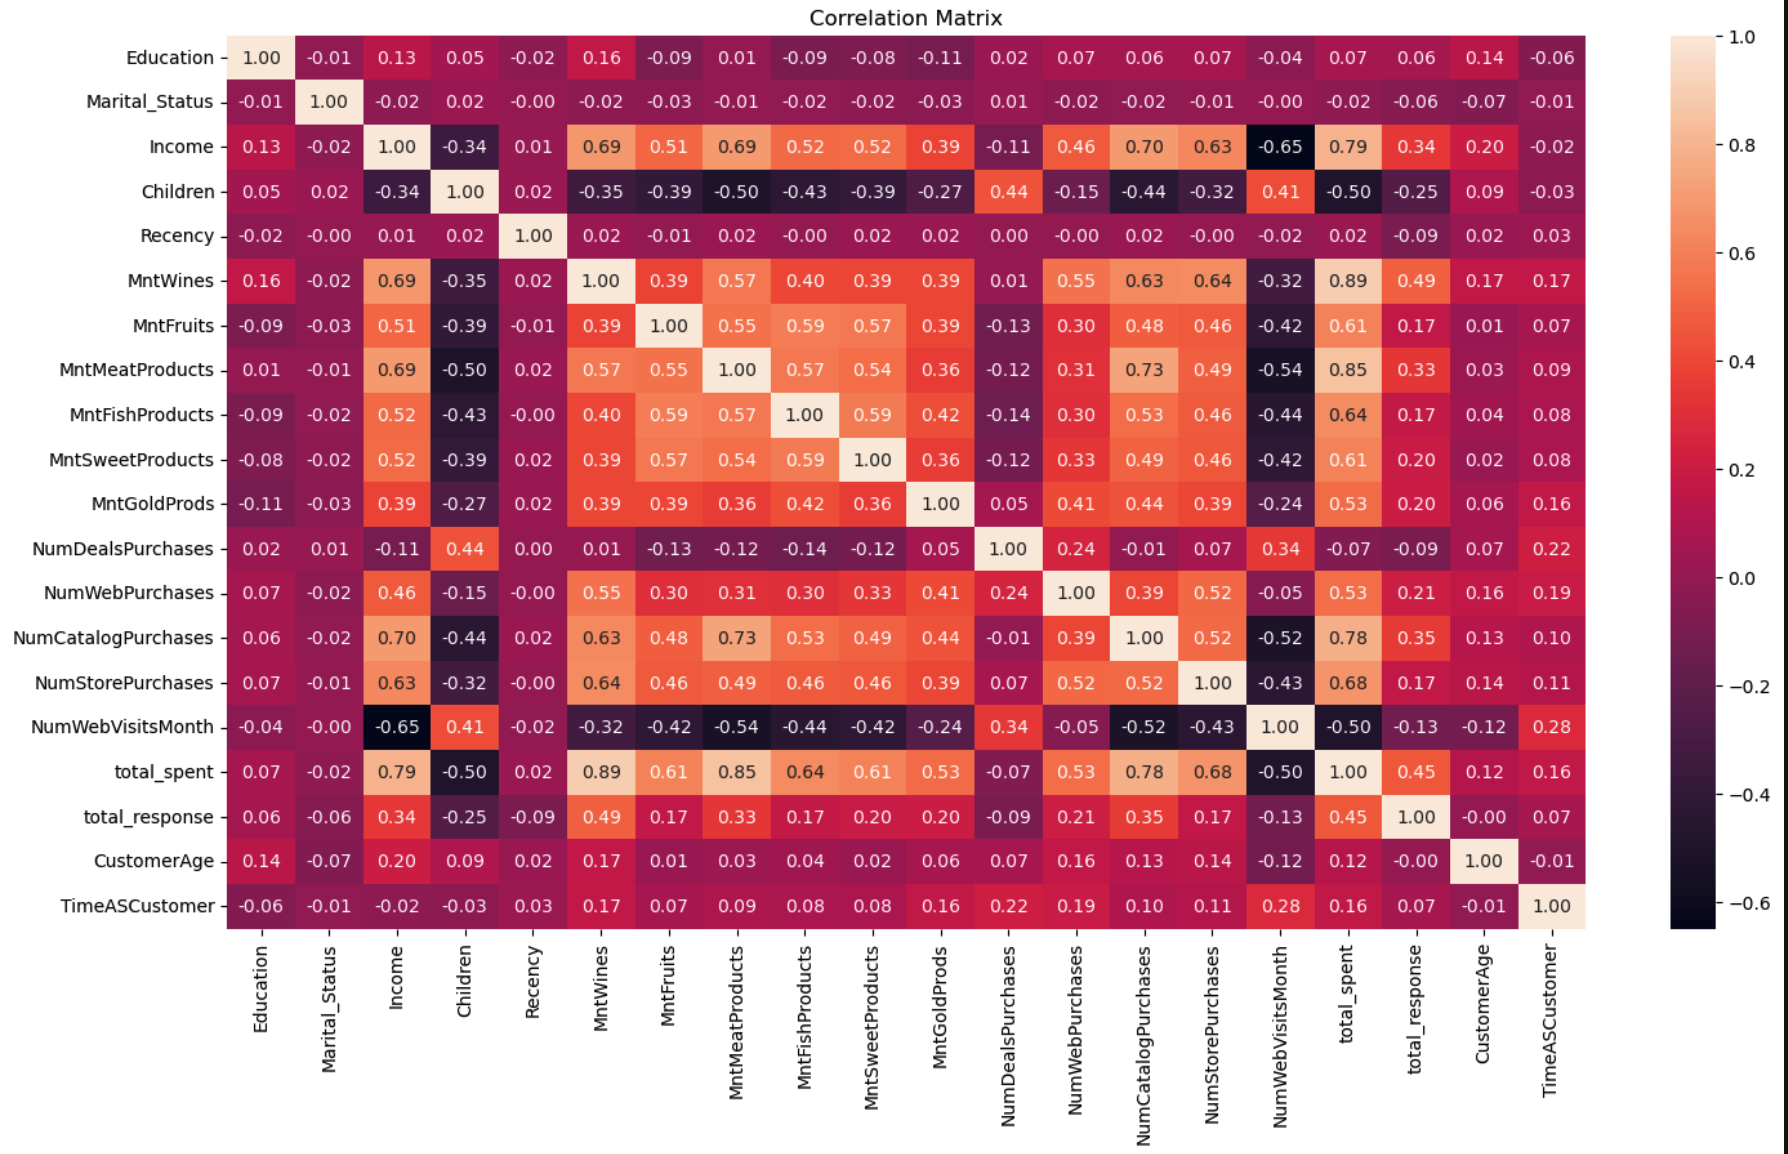 Correlation Matrix
Education 1.00 -0.01 0.13 0.05 -0.02 0.16 -0.09 0.01 -0.09 -0.08 -0.11 0.02 0.07 0.06 0.07 -0.04 0.07 0.06 0.14 -0.06
Marital_Status -0.01 1.00 -0.02 0.02 -0.00 -0.02 -0.03 -0.01 -0.02 -0.02 -0.03 0.01 -0.02 -0.02 -0.01 -0.00 -0.02 -0.06 -0.07 -0.01
Income 0.13 -0.02 1.00 -0.34 0.01 0.69 0.51 0.69 0.52 0.52 0.39 -0.11 0.46 0.70 0.63 -0.65 0.79 0.34 0.20 -0.02
Children 0.05 0.02 -0.34 1.00 0.02 -0.35 -0.39 -0.50 -0.43 -0.39 -0.27 0.44 -0.15 -0.44 -0.32 0.41 -0.50 -0.25 0.09 -0.03
Recency -0.02 -0.00 0.01 0.02 1.00 0.02 -0.01 0.02 -0.00 0.02 0.02 0.00 -0.00 0.02 -0.00 -0.02 0.02 -0.09 0.02 0.03
MntWines 0.16 -0.02 0.69 -0.35 0.02 1.00 0.39 0.57 0.40 0.39 0.39 0.01 0.55 0.63 0.64 -0.32 0.89 0.49 0.17 0.17
MntFruits -0.09 -0.03 0.51 -0.39 -0.01 0.39 1.00 0.55 0.59 0.57 0.39 -0.13 0.30 0.48 0.46 -0.42 0.61 0.17 0.01 0.07
MntMeatProducts 0.01 -0.01 0.69 -0.50 0.02 0.57 0.55 1.00 0.57 0.54 0.36 -0.12 0.31 0.73 0.49 -0.54 0.85 0.33 0.03 0.09
MntFishProducts -0.09 -0.02 0.52 -0.43 -0.00 0.40 0.59 0.57 1.00 0.59 0.42 -0.14 0.30 0.53 0.46 -0.44 0.64 0.17 0.04 0.08
MntSweetProducts -0.08 -0.02 0.52 -0.39 0.02 0.39 0.57 0.54 0.59 1.00 0.36 -0.12 0.33 0.49 0.46 -0.42 0.61 0.20 0.02 0.08
MntGoldProds -0.11 -0.03 0.39 -0.27 0.02 0.39 0.39 0.36 0.42 0.36 1.00 0.05 0.41 0.44 0.39 -0.24 0.53 0.20 0.06 0.16
NumDealsPurchases 0.02 0.01 -0.11 0.44 0.00 0.01 -0.13 -0.12 -0.14 -0.12 0.05 1.00 0.24 -0.01 0.07 0.34 -0.07 -0.09 0.07 0.22
NumWebPurchases 0.07 -0.02 0.46 -0.15 -0.00 0.55 0.30 0.31 0.30 0.33 0.41 0.24 1.00 0.39 0.52 -0.05 0.53 0.21 0.16 0.19
NumCatalogPurchases 0.06 -0.02 0.70 -0.44 0.02 0.63 0.48 0.73 0.53 0.49 0.44 -0.01 0.39 1.00 0.52 -0.52 0.78 0.35 0.13 0.10
NumStorePurchases 0.07 -0.01 0.63 -0.32 -0.00 0.64 0.46 0.49 0.46 0.46 0.39 0.07 0.52 0.52 1.00 -0.43 0.68 0.17 0.14 0.11
NumWebVisitsMonth -0.04 -0.00 -0.65 0.41 -0.02 -0.32 -0.42 -0.54 -0.44 -0.42 -0.24 0.34 -0.05 -0.52 -0.43 1.00 -0.50 -0.13 -0.12 0.28
total_spent 0.07 -0.02 0.79 -0.50 0.02 0.89 0.61 0.85 0.64 0.61 0.53 -0.07 0.53 0.78 0.68 -0.50 1.00 0.45 0.12 0.16
total_response 0.06 -0.06 0.34 -0.25 -0.09 0.49 0.17 0.33 0.17 0.20 0.20 -0.09 0.21 0.35 0.17 -0.13 0.45 1.00 -0.00 0.07
CustomerAge 0.14 -0.07 0.20 0.09 0.02 0.17 0.01 0.03 0.04 0.02 0.06 0.07 0.16 0.13 0.14 -0.12 0.12 -0.00 1.00 -0.01
TimeASCustomer -0.06 -0.01 -0.02 -0.03 0.03 0.17 0.07 0.09 0.08 0.08 0.16 0.22 0.19 0.10 0.11 0.28 0.16 0.07 -0.01 1.00
Education
Marital_Status
Income
Children
Recency
MntWines
MntFruits
MntMeatProducts
MntFishProducts
MntSweetProducts
MntGoldProds
NumDealsPurchases
NumWebPurchases
NumCatalogPurchases
NumStorePurchases
NumWebVisitsMonth
total_spent
total_response
CustomerAge
TimeASCustomer
1.0
0.8
0.6
0.4
0.2
0.0
−0.2
−0.4
−0.6